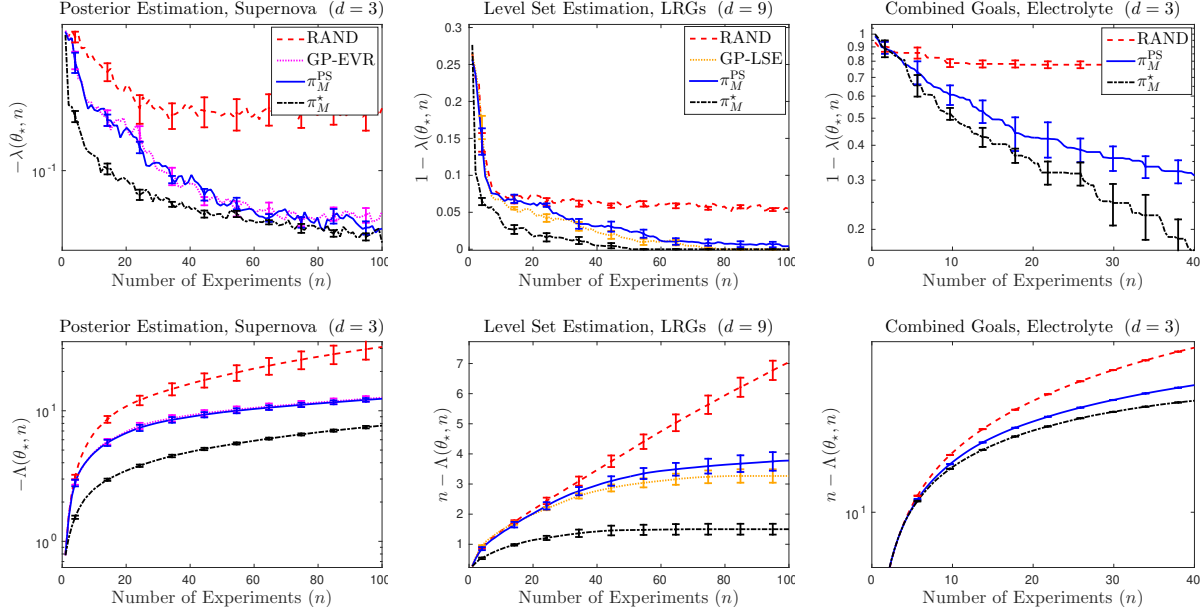 Posterior Estimation, Supernova (d = 3)
−λ(θ⋆, n)
10⁻¹
RAND
GP-EVR
π_M^PS
π_M^⋆
0 20 40 60 80 100
Number of Experiments (n)
Level Set Estimation, LRGs (d = 9)
1 − λ(θ⋆, n)
0.3
0.25
0.2
0.15
0.1
0.05
0
RAND
GP-LSE
π_M^PS
π_M^⋆
0 20 40 60 80 100
Number of Experiments (n)
Combined Goals, Electrolyte (d = 3)
1 − λ(θ⋆, n)
1
0.9
0.8
0.7
0.6
0.5
0.4
0.3
0.2
RAND
π_M^PS
π_M^⋆
0 10 20 30 40
Number of Experiments (n)
Posterior Estimation, Supernova (d = 3)
−Λ(θ⋆, n)
10¹
10⁰
0 20 40 60 80 100
Number of Experiments (n)
Level Set Estimation, LRGs (d = 9)
n − Λ(θ⋆, n)
7
6
5
4
3
2
1
0 20 40 60 80 100
Number of Experiments (n)
Combined Goals, Electrolyte (d = 3)
n − Λ(θ⋆, n)
10¹
0 10 20 30 40
Number of Experiments (n)